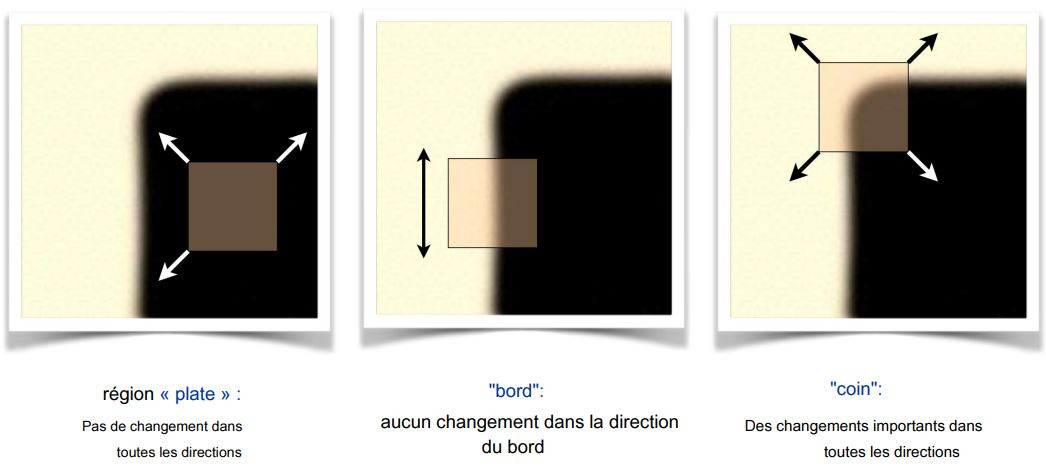 région « plate » :
Pas de changement dans
toutes les directions
"bord":
aucun changement dans la direction
du bord
"coin":
Des changements importants dans
toutes les directions